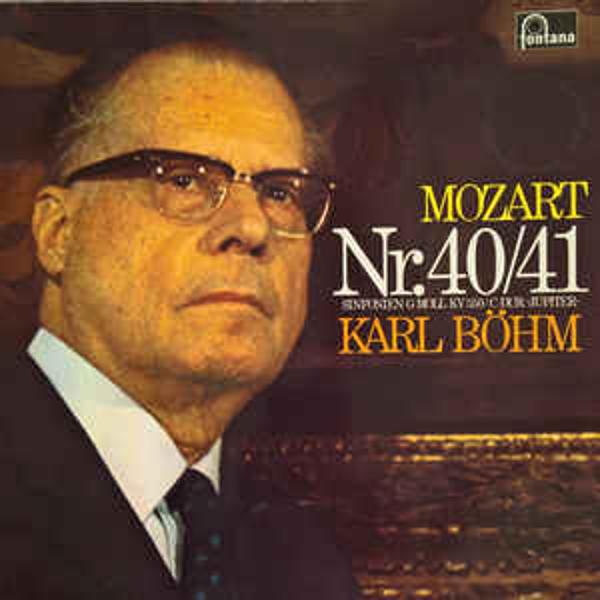 fontana
MOZART
Nr.40/41
SINFONIEN G MOLL KV 550/C-DUR »JUPITER«
KARL BÖHM